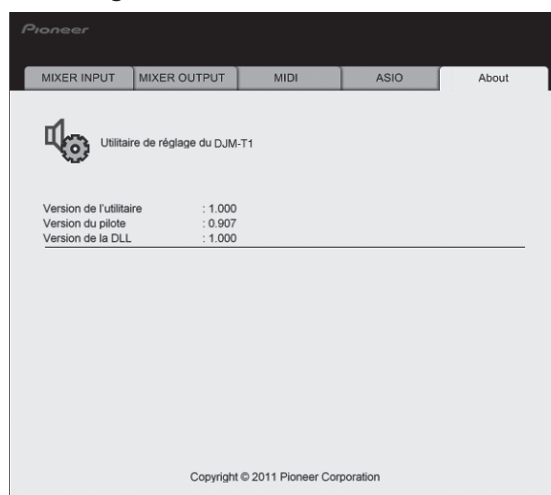 Pioneer
MIXER INPUT MIXER OUTPUT MIDI ASIO About
Utilitaire de réglage du DJM-T1
Version de l'utilitaire : 1.000
Version du pilote : 0.907
Version de la DLL : 1.000
Copyright © 2011 Pioneer Corporation